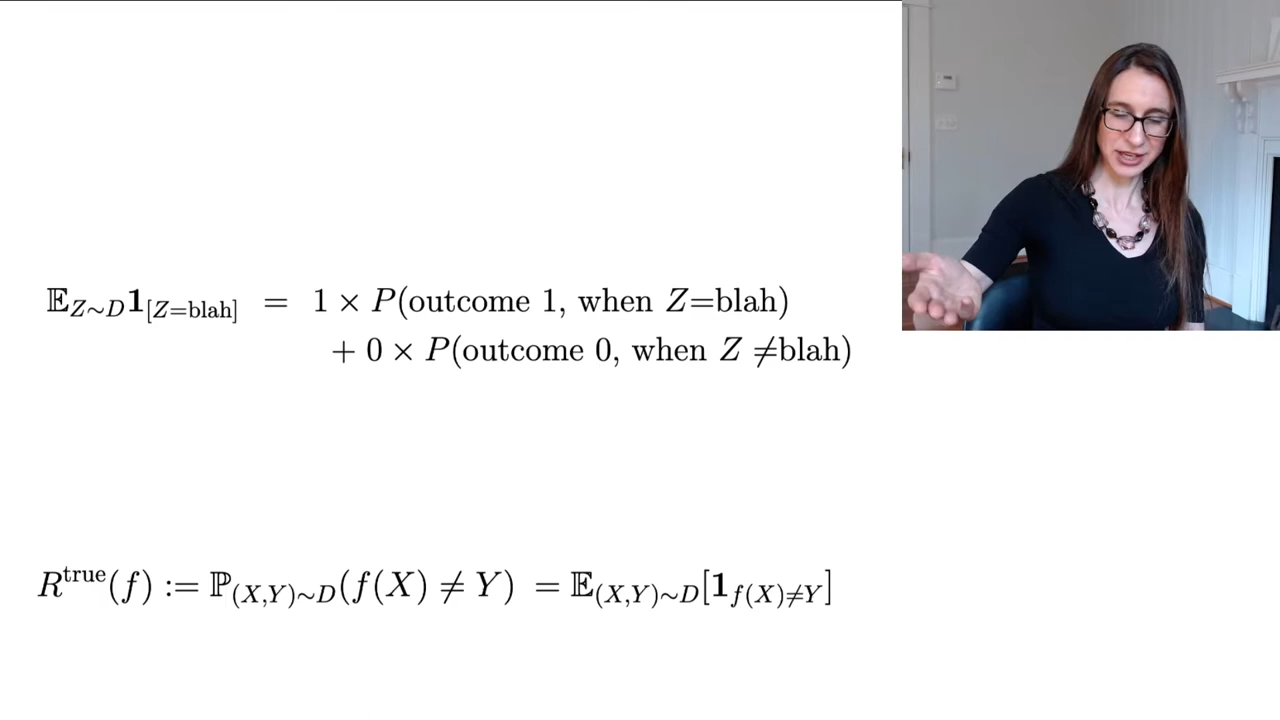 𝔼_{Z∼D}𝟏_{[Z=blah]} = 1 × P(outcome 1, when Z=blah)
+ 0 × P(outcome 0, when Z ≠blah)
R^{true}(f) := ℙ_{(X,Y)∼D}(f(X) ≠ Y) = 𝔼_{(X,Y)∼D}[𝟏_{f(X)≠Y}]